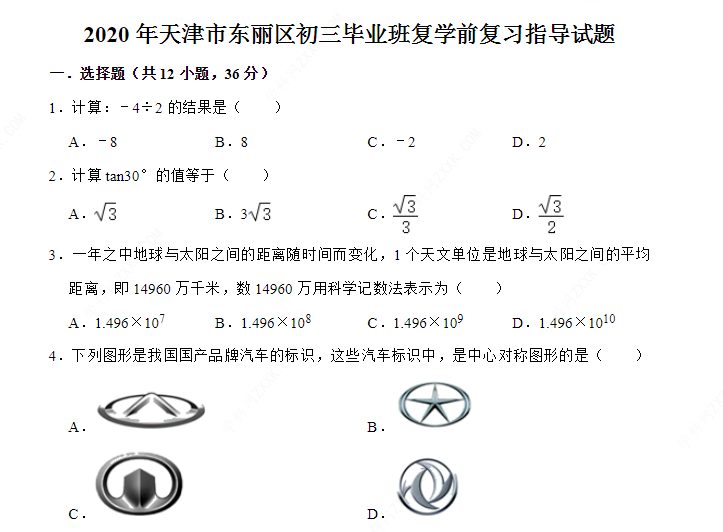 2020年天津市东丽区初三毕业班复学前复习指导试题
一．选择题（共12小题，36分）
1．计算：﹣4÷2的结果是（　　）
A．﹣8 B．8 C．﹣2 D．2
2．计算tan30°的值等于（　　）
A．√3 B．3√3 C．√3/3 D．√3/2
3．一年之中地球与太阳之间的距离随时间而变化，1个天文单位是地球与太阳之间的平均
距离，即14960万千米，数14960万用科学记数法表示为（　　）
A．1.496×10⁷ B．1.496×10⁸ C．1.496×10⁹ D．1.496×10¹⁰
4．下列图形是我国国产品牌汽车的标识，这些汽车标识中，是中心对称图形的是（　　）
A． B．
C． D．